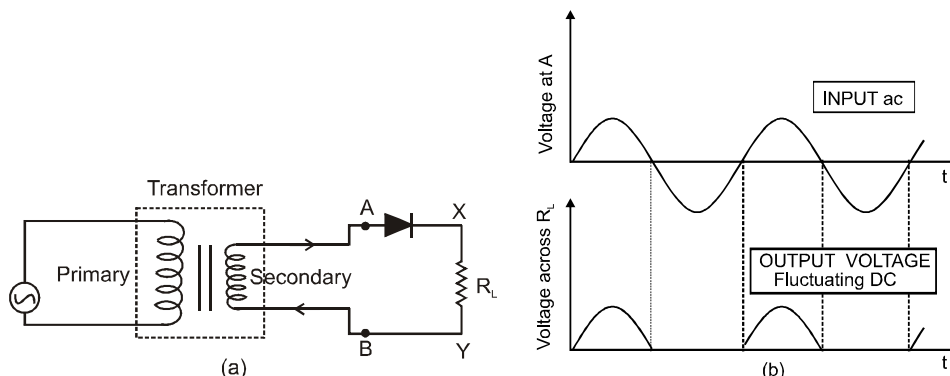 Transformer
Primary
Secondary
A
X
R_L
B
Y
(a)
Voltage at A
INPUT ac
t
Voltage across R_L
OUTPUT VOLTAGE
Fluctuating DC
t
(b)